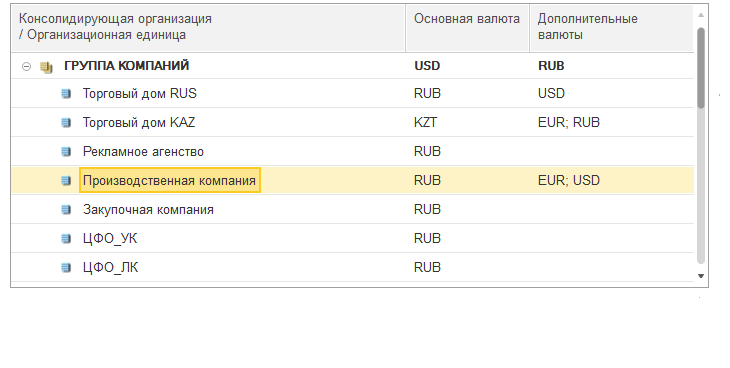 Консолидирующая организация Основная валюта Дополнительные
/ Организационная единица валюты
ГРУППА КОМПАНИЙ USD RUB
Торговый дом RUS RUB USD
Торговый дом KAZ KZT EUR; RUB
Рекламное агенство RUB
Производственная компания RUB EUR; USD
Закупочная компания RUB
ЦФО_УК RUB
ЦФО_ЛК RUB